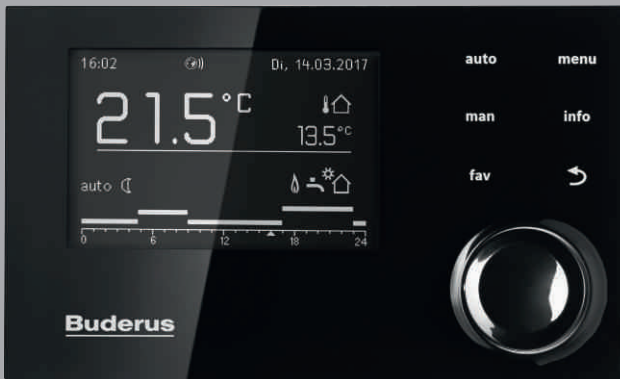 16:02 Di, 14.03.2017
21.5°C
13.5°C
auto
0 6 12 18 24
auto menu
man info
fav
Buderus